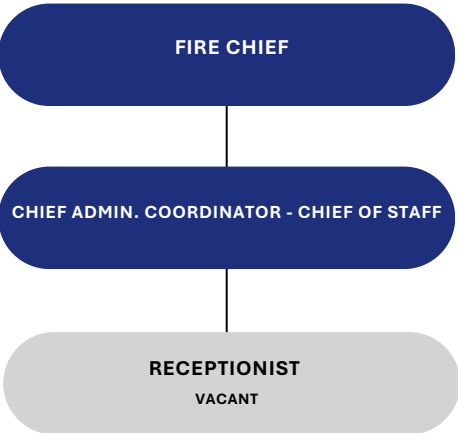 FIRE CHIEF
CHIEF ADMIN. COORDINATOR - CHIEF OF STAFF
RECEPTIONIST
VACANT